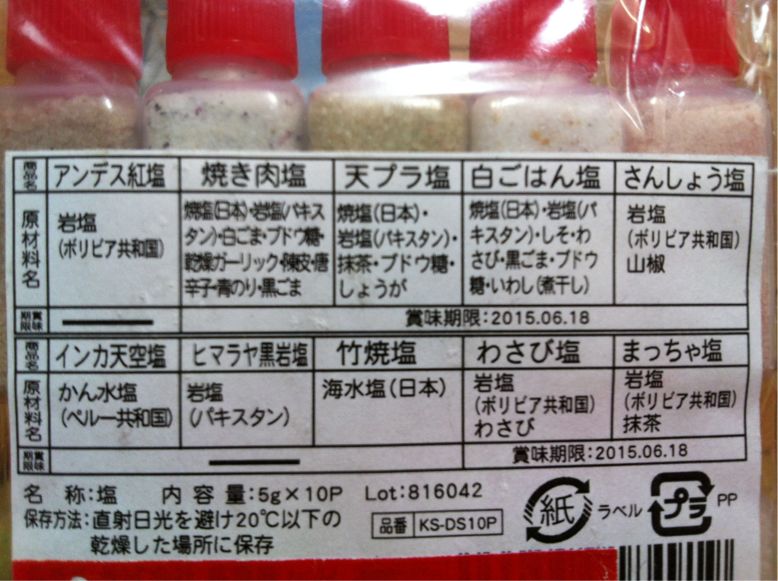 商品名 アンデス紅塩 焼き肉塩 天プラ塩 白ごはん塩 さんしょう塩
原材料名
岩塩
(ボリビア共和国)
焼塩(日本)・岩塩(パキス
タン)・白ごま・ブドウ糖・
乾燥ガーリック・陳皮・唐
辛子・青のり・黒ごま
焼塩(日本)・
岩塩(パキスタン)・
抹茶・ブドウ糖・
しょうが
焼塩(日本)・岩塩(パ
キスタン)・しそ・わ
さび・黒ごま・ブドウ
糖・いわし(煮干し)
岩塩
(ボリビア共和国)
山椒
賞味期限 賞味期限:2015.06.18
商品名 インカ天空塩 ヒマラヤ黒岩塩 竹焼塩 わさび塩 まっちゃ塩
原材料名
かん水塩
(ペルー共和国)
岩塩
(パキスタン)
海水塩(日本)
岩塩
(ボリビア共和国)
わさび
岩塩
(ボリビア共和国)
抹茶
賞味期限 賞味期限:2015.06.18
名 称:塩 内 容 量:5g×10P Lot:816042
保存方法:直射日光を避け20℃以下の
乾燥した場所に保存
品番 KS-DS10P
紙 ラベル プラ PP